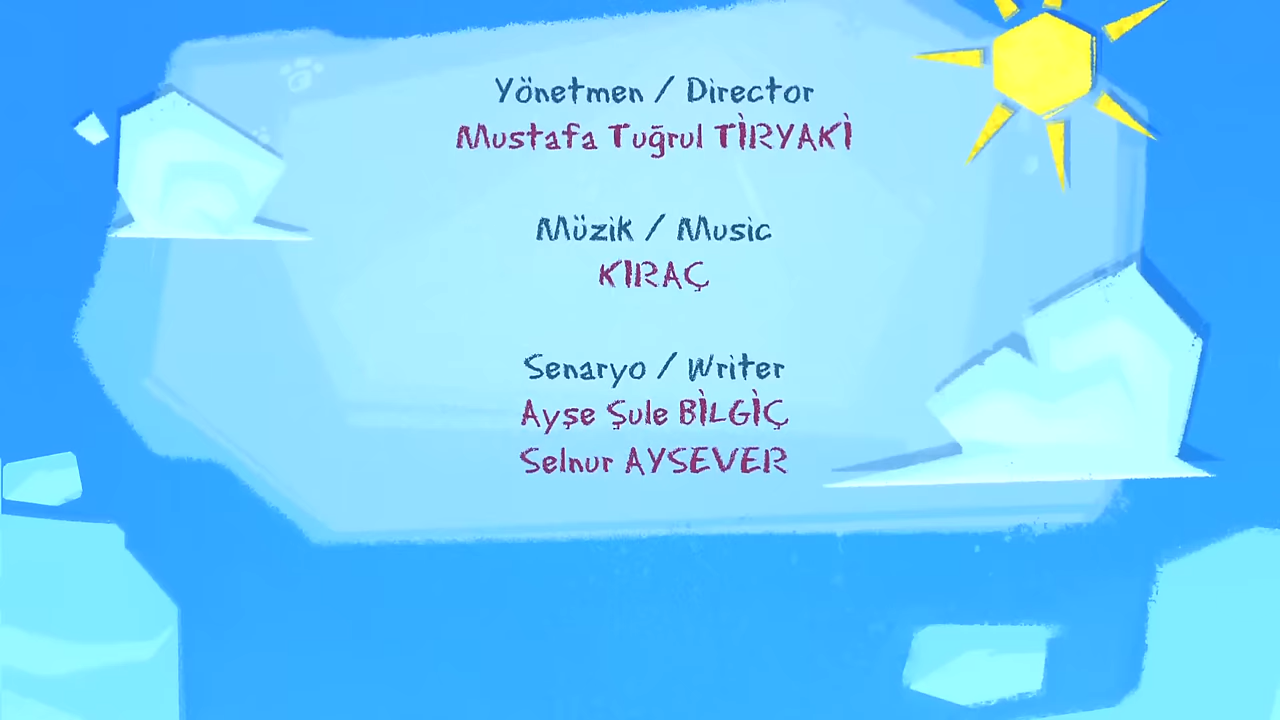 Yönetmen / Director
Mustafa Tuğrul TİRYAKİ
Müzik / Music
KIRAÇ
Senaryo / Writer
Ayşe Şule BİLGİÇ
Selnur AYSEVER